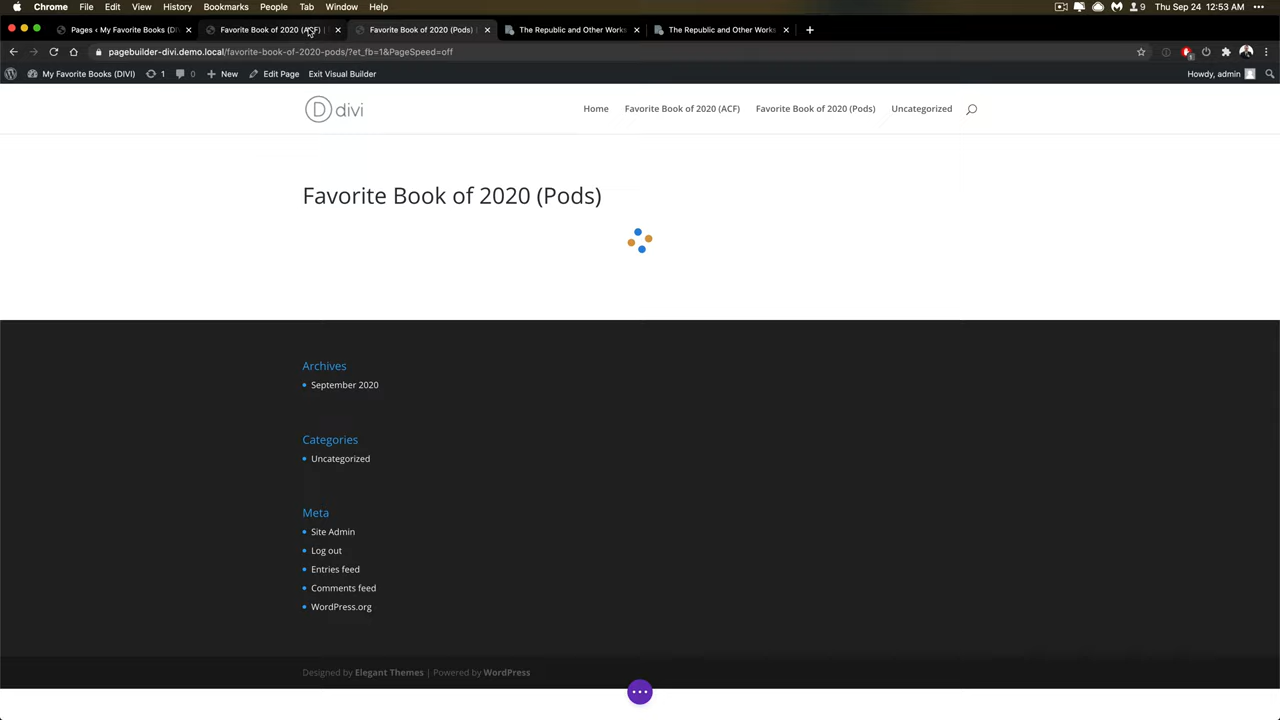 Chrome File Edit View History Bookmarks People Tab Window Help 9 Thu Sep 24 12:53 AM
Pages ‹ My Favorite Books (DI
Favorite Book of 2020 (ACF) |
Favorite Book of 2020 (Pods) |
The Republic and Other Works
The Republic and Other Works
pagebuilder-divi.demo.local/favorite-book-of-2020-pods/?et_fb=1&PageSpeed=off
My Favorite Books (DIVI) 1 0 New Edit Page Exit Visual Builder Howdy, admin
D divi
Home Favorite Book of 2020 (ACF) Favorite Book of 2020 (Pods) Uncategorized
Favorite Book of 2020 (Pods)
Archives
September 2020
Categories
Uncategorized
Meta
Site Admin
Log out
Entries feed
Comments feed
WordPress.org
Designed by Elegant Themes | Powered by WordPress